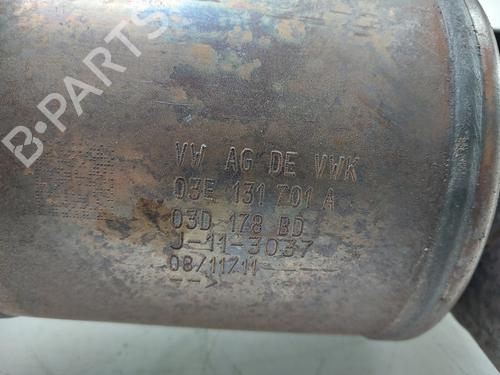 VW AG DE VWK
03E 131 701 A
03D 178 BD
J-11-3037
08/11/11-----
-->
B-PARTS